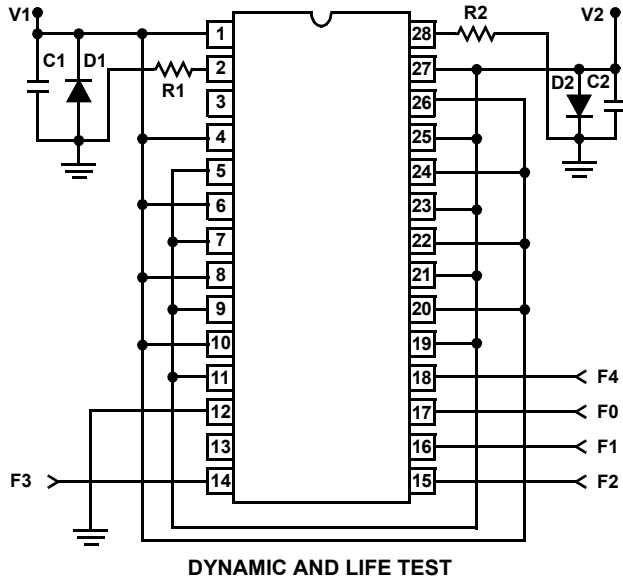 V1 V2
C1 D1 R1
R2
D2 C2
1 28
2 27
3 26
4 25
5 24
6 23
7 22
8 21
9 20
10 19
11 18 F4
12 17 F0
13 16 F1
F3 14 15 F2
DYNAMIC AND LIFE TEST